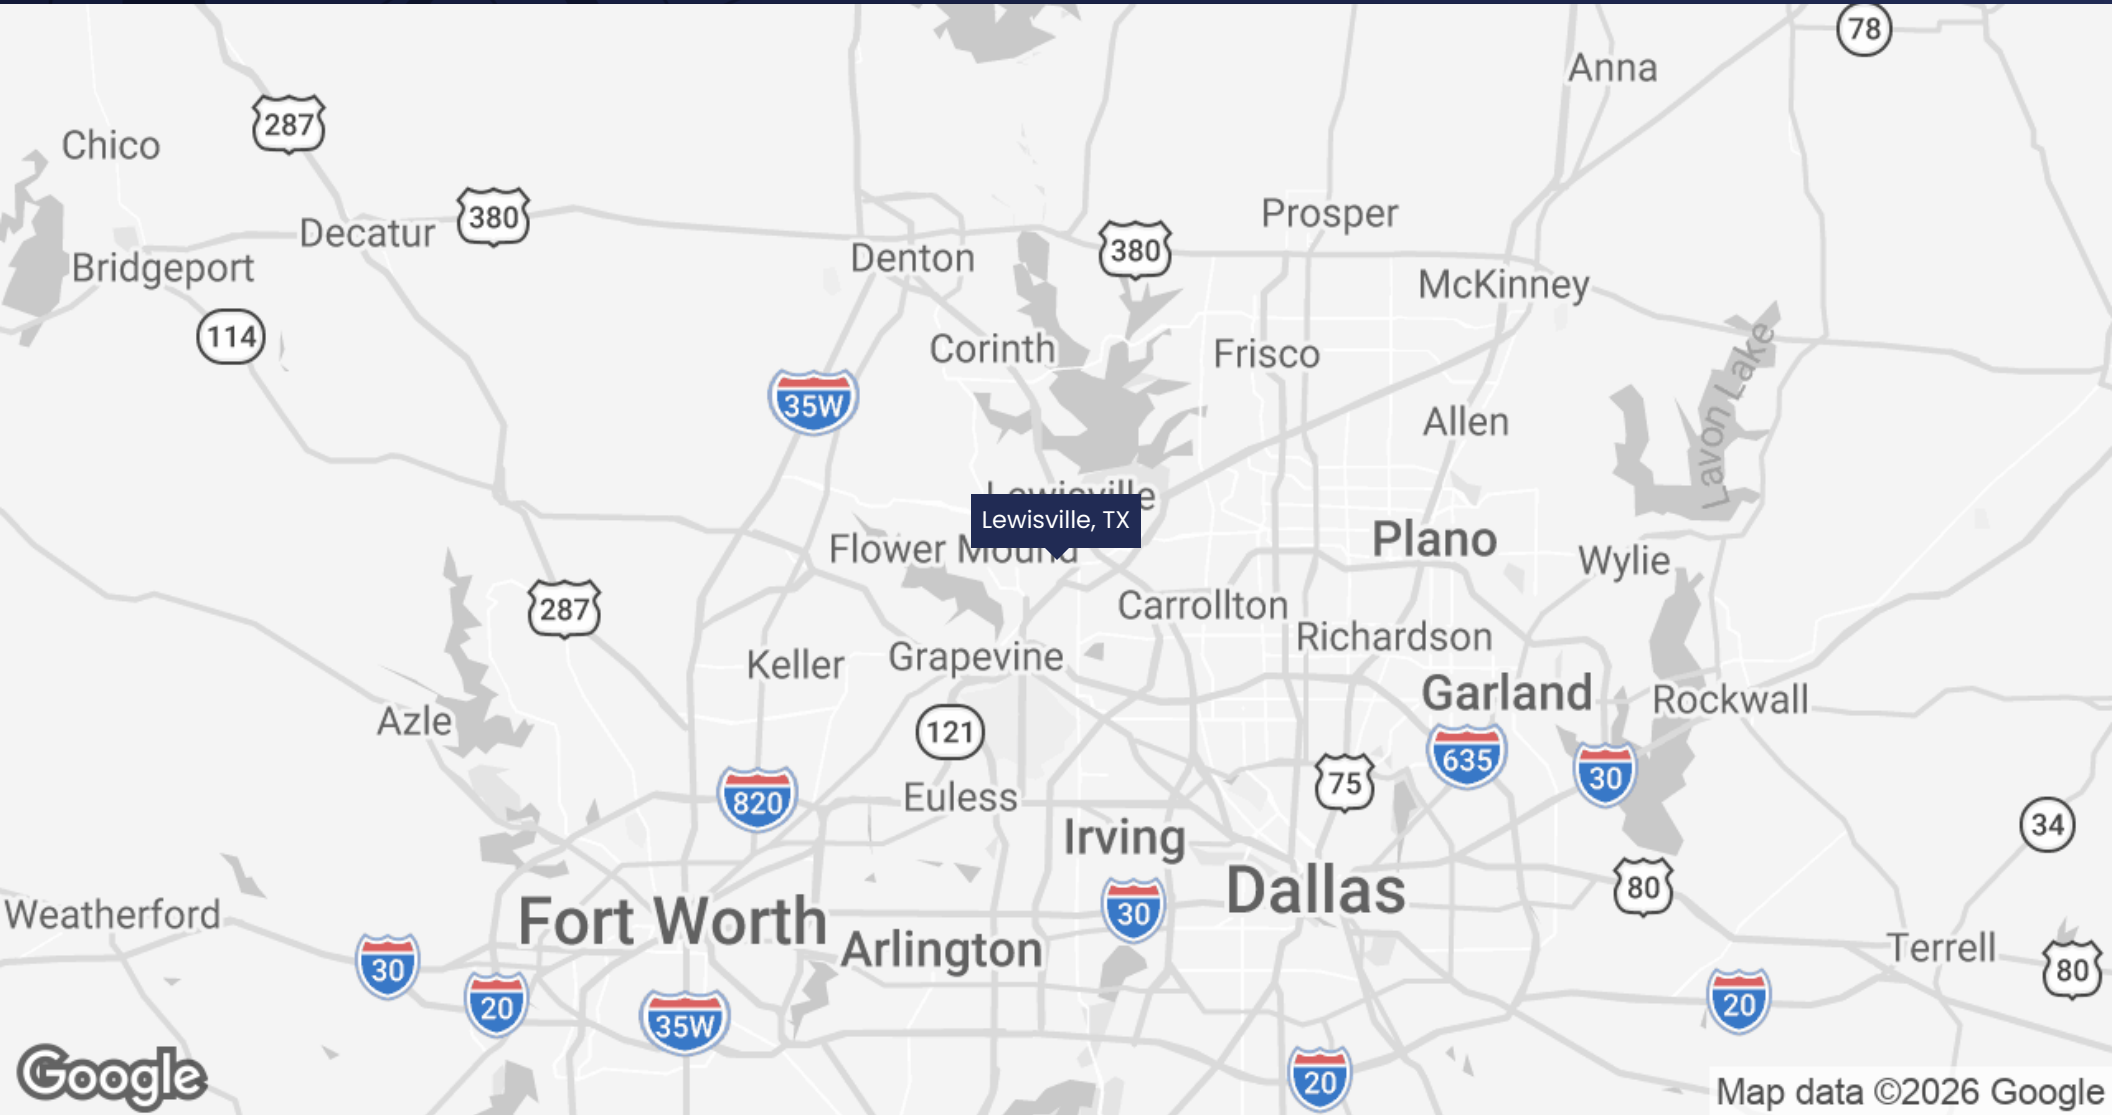 78
Anna
287
Chico
380
Prosper
Decatur
380
Denton
Bridgeport
McKinney
114
Lavon Lake
Corinth
Frisco
35W
Allen
Lewisville
Lewisville, TX
Flower Mound
Plano
Wylie
287
Carrollton
Richardson
Keller
Grapevine
Garland
Rockwall
Azle
121
635
30
75
820
Euless
34
Irving
80
Dallas
Weatherford
Fort Worth
30
Arlington
Terrell
30
80
20
35W
20
20
Google
Map data ©2026 Google